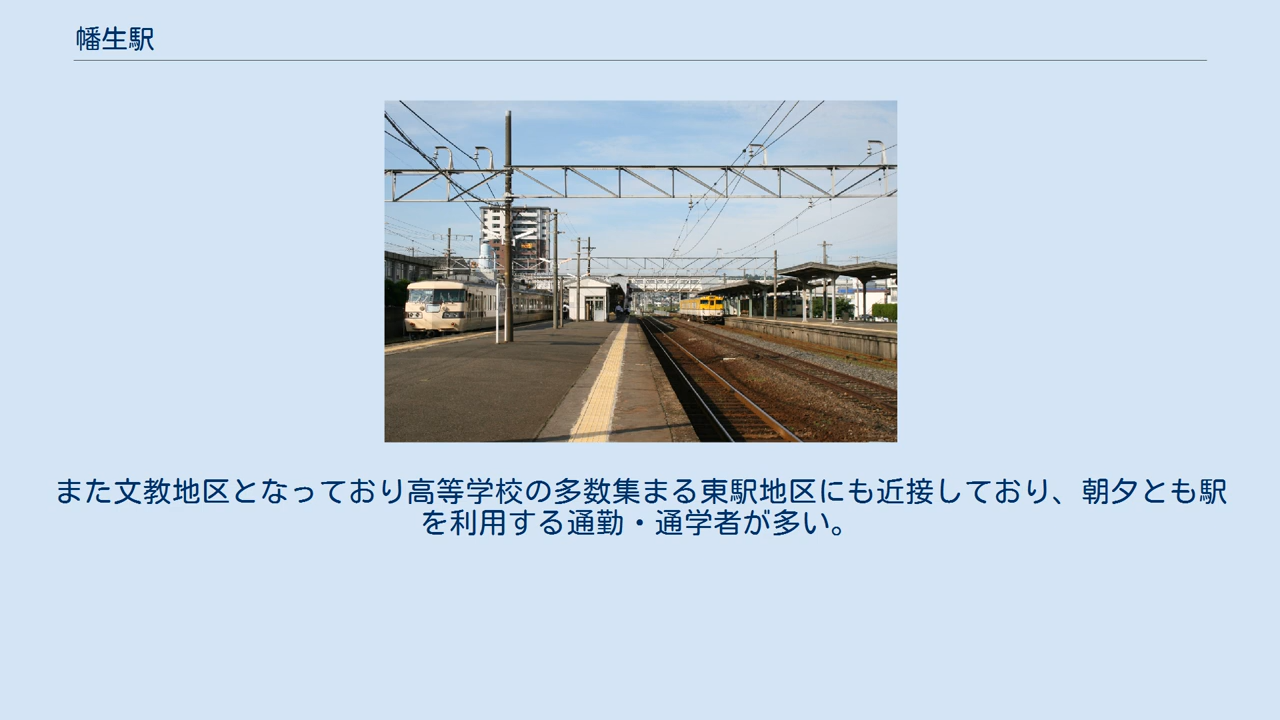 幡生駅
また文教地区となっており高等学校の多数集まる東駅地区にも近接しており、朝夕とも駅
を利用する通勤・通学者が多い。